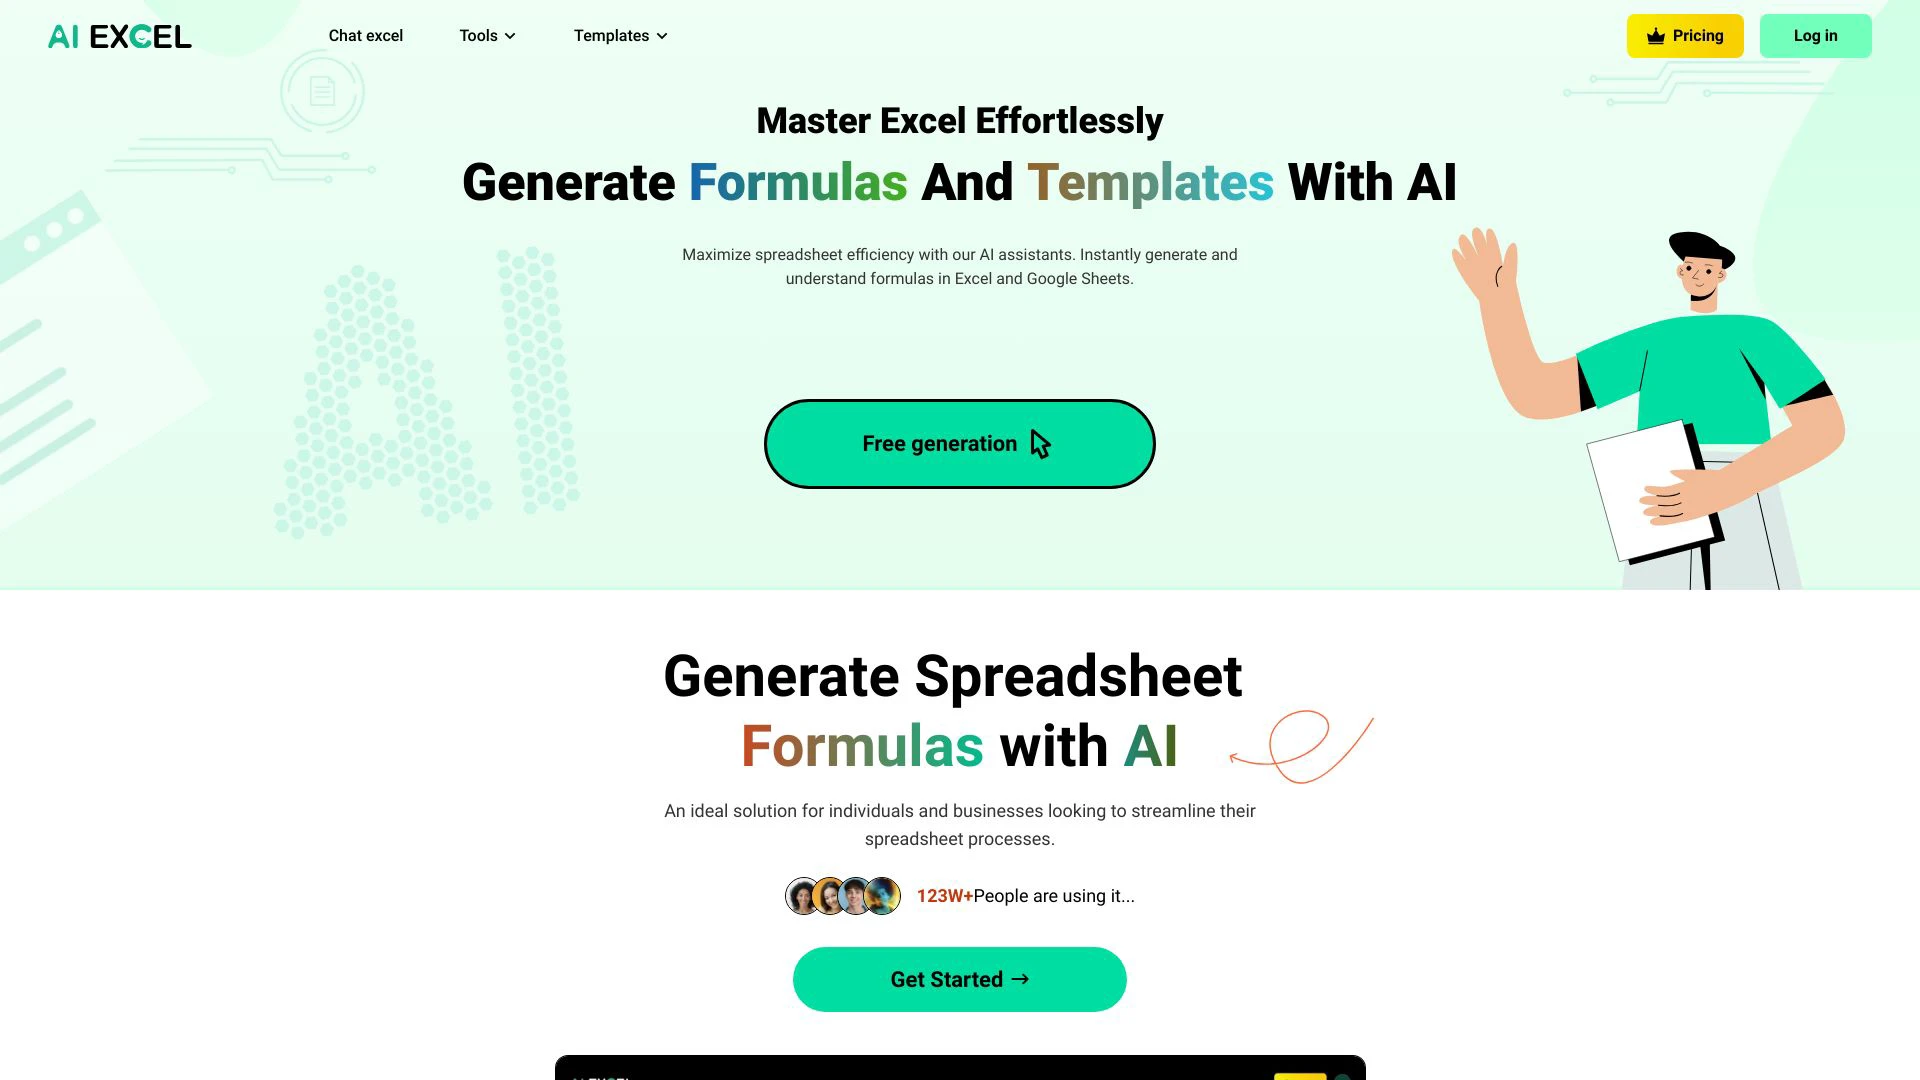 AI EXCEL
Chat excel
Tools
Templates
Pricing
Log in
Master Excel Effortlessly
Generate Formulas And Templates With AI
Maximize spreadsheet efficiency with our AI assistants. Instantly generate and
understand formulas in Excel and Google Sheets.
AI
Free generation
Generate Spreadsheet
Formulas with AI
An ideal solution for individuals and businesses looking to streamline their
spreadsheet processes.
123W+People are using it...
Get Started →